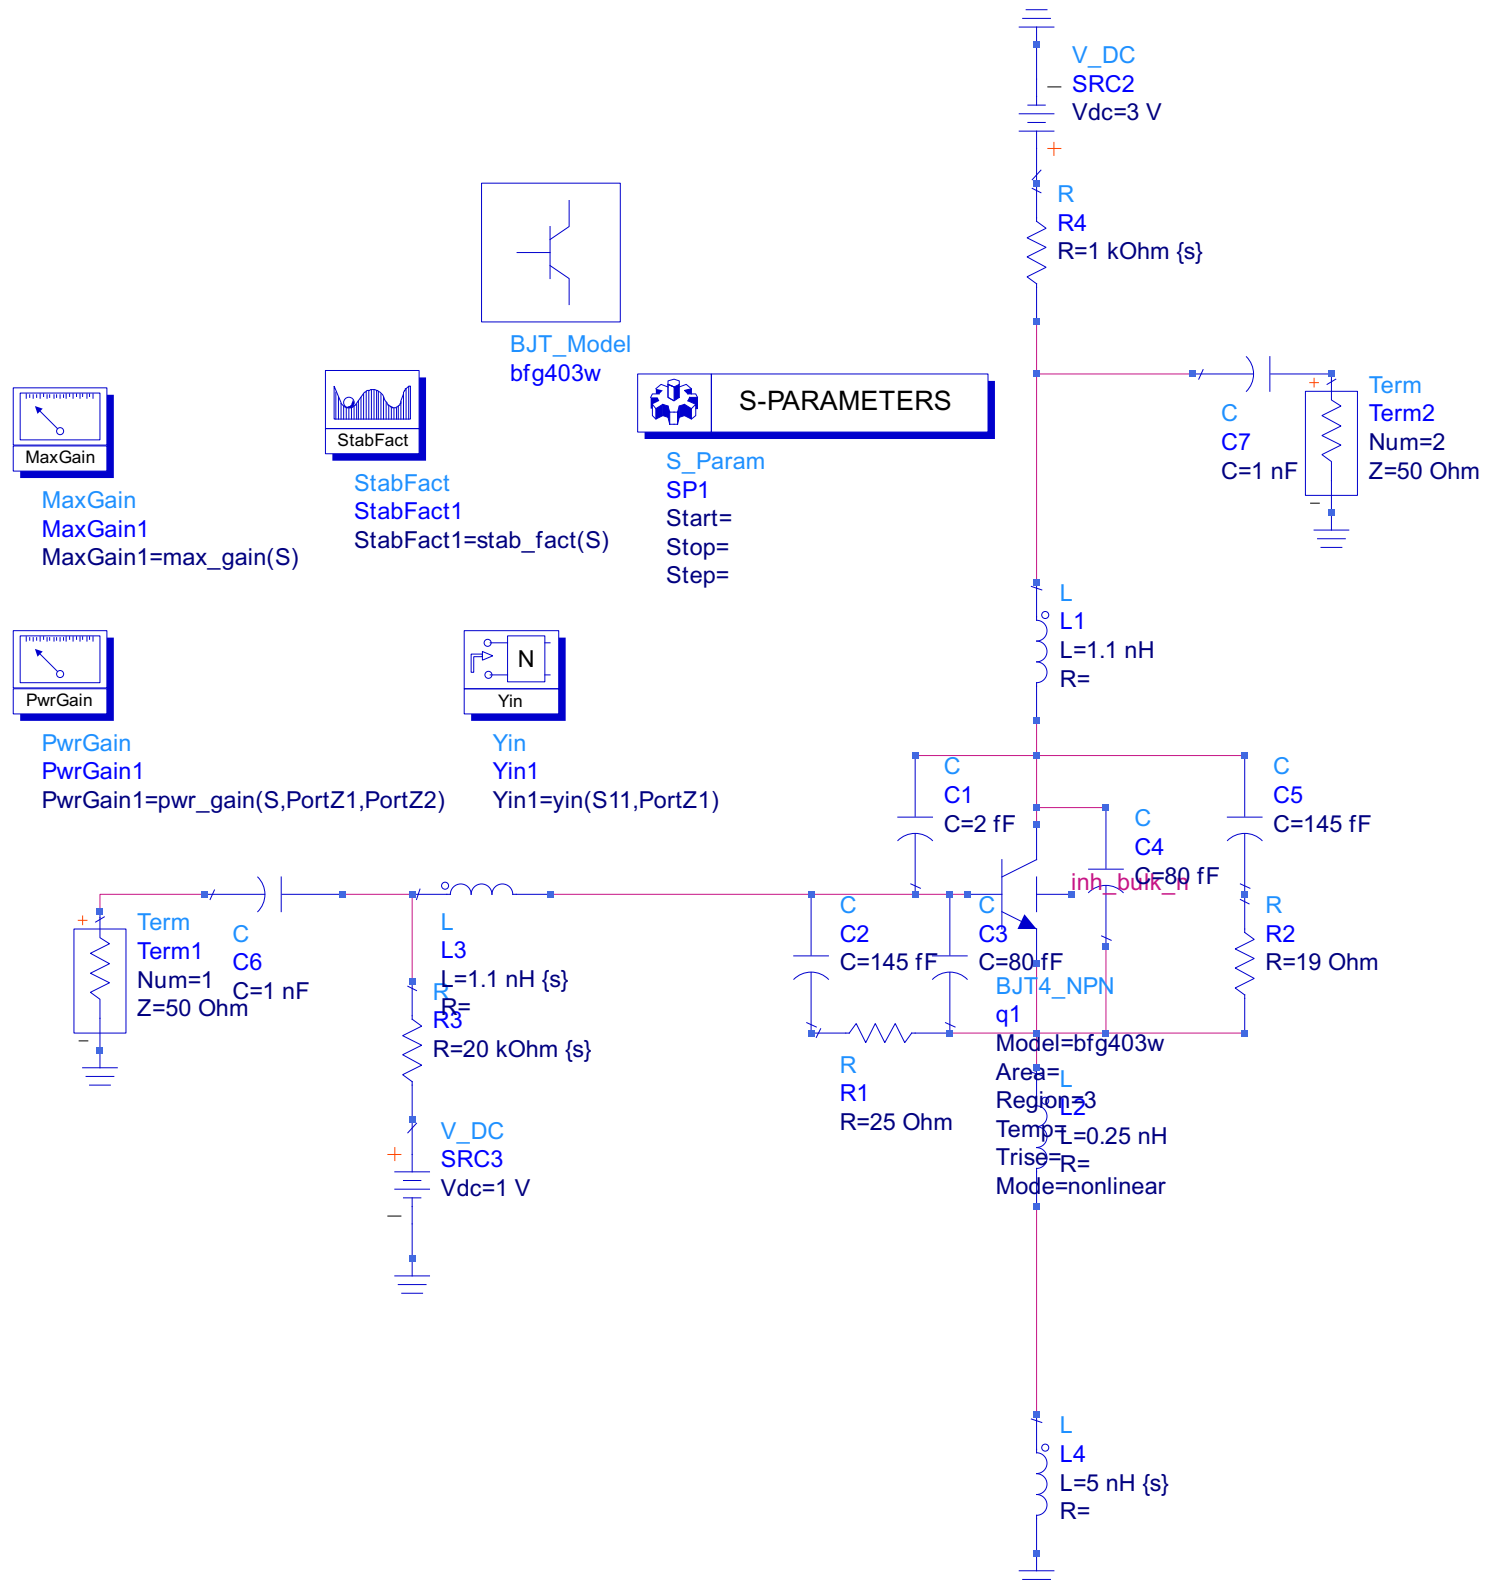 V_DC
SRC2
Vdc=3 V
−
+
R
R4
R=1 kOhm {s}
BJT_Model
bfg403w
MaxGain
MaxGain
MaxGain1
MaxGain1=max_gain(S)
StabFact
StabFact
StabFact1
StabFact1=stab_fact(S)
S-PARAMETERS
S_Param
SP1
Start=
Stop=
Step=
C
C7
C=1 nF
+
Term
Term2
Num=2
Z=50 Ohm
−
L
L1
L=1.1 nH
R=
PwrGain
PwrGain
PwrGain1
PwrGain1=pwr_gain(S,PortZ1,PortZ2)
N
Yin
Yin
Yin1
Yin1=yin(S11,PortZ1)
C
C1
C=2 fF
C
C4
C=80 fF
inh_bulk_n
C
C5
C=145 fF
R
R2
R=19 Ohm
+
Term
Term1
Num=1
Z=50 Ohm
−
C
C6
C=1 nF
L
L3
L=1.1 nH {s}
R=
R
R3
R=20 kOhm {s}
C
C2
C=145 fF
C
C3
C=80 fF
BJT4_NPN
q1
Model=bfg403w
Area=
Region=3
Temp=
Trise=
Mode=nonlinear
R
R1
R=25 Ohm
L
L2
L=0.25 nH
R=
+
V_DC
SRC3
Vdc=1 V
−
L
L4
L=5 nH {s}
R=